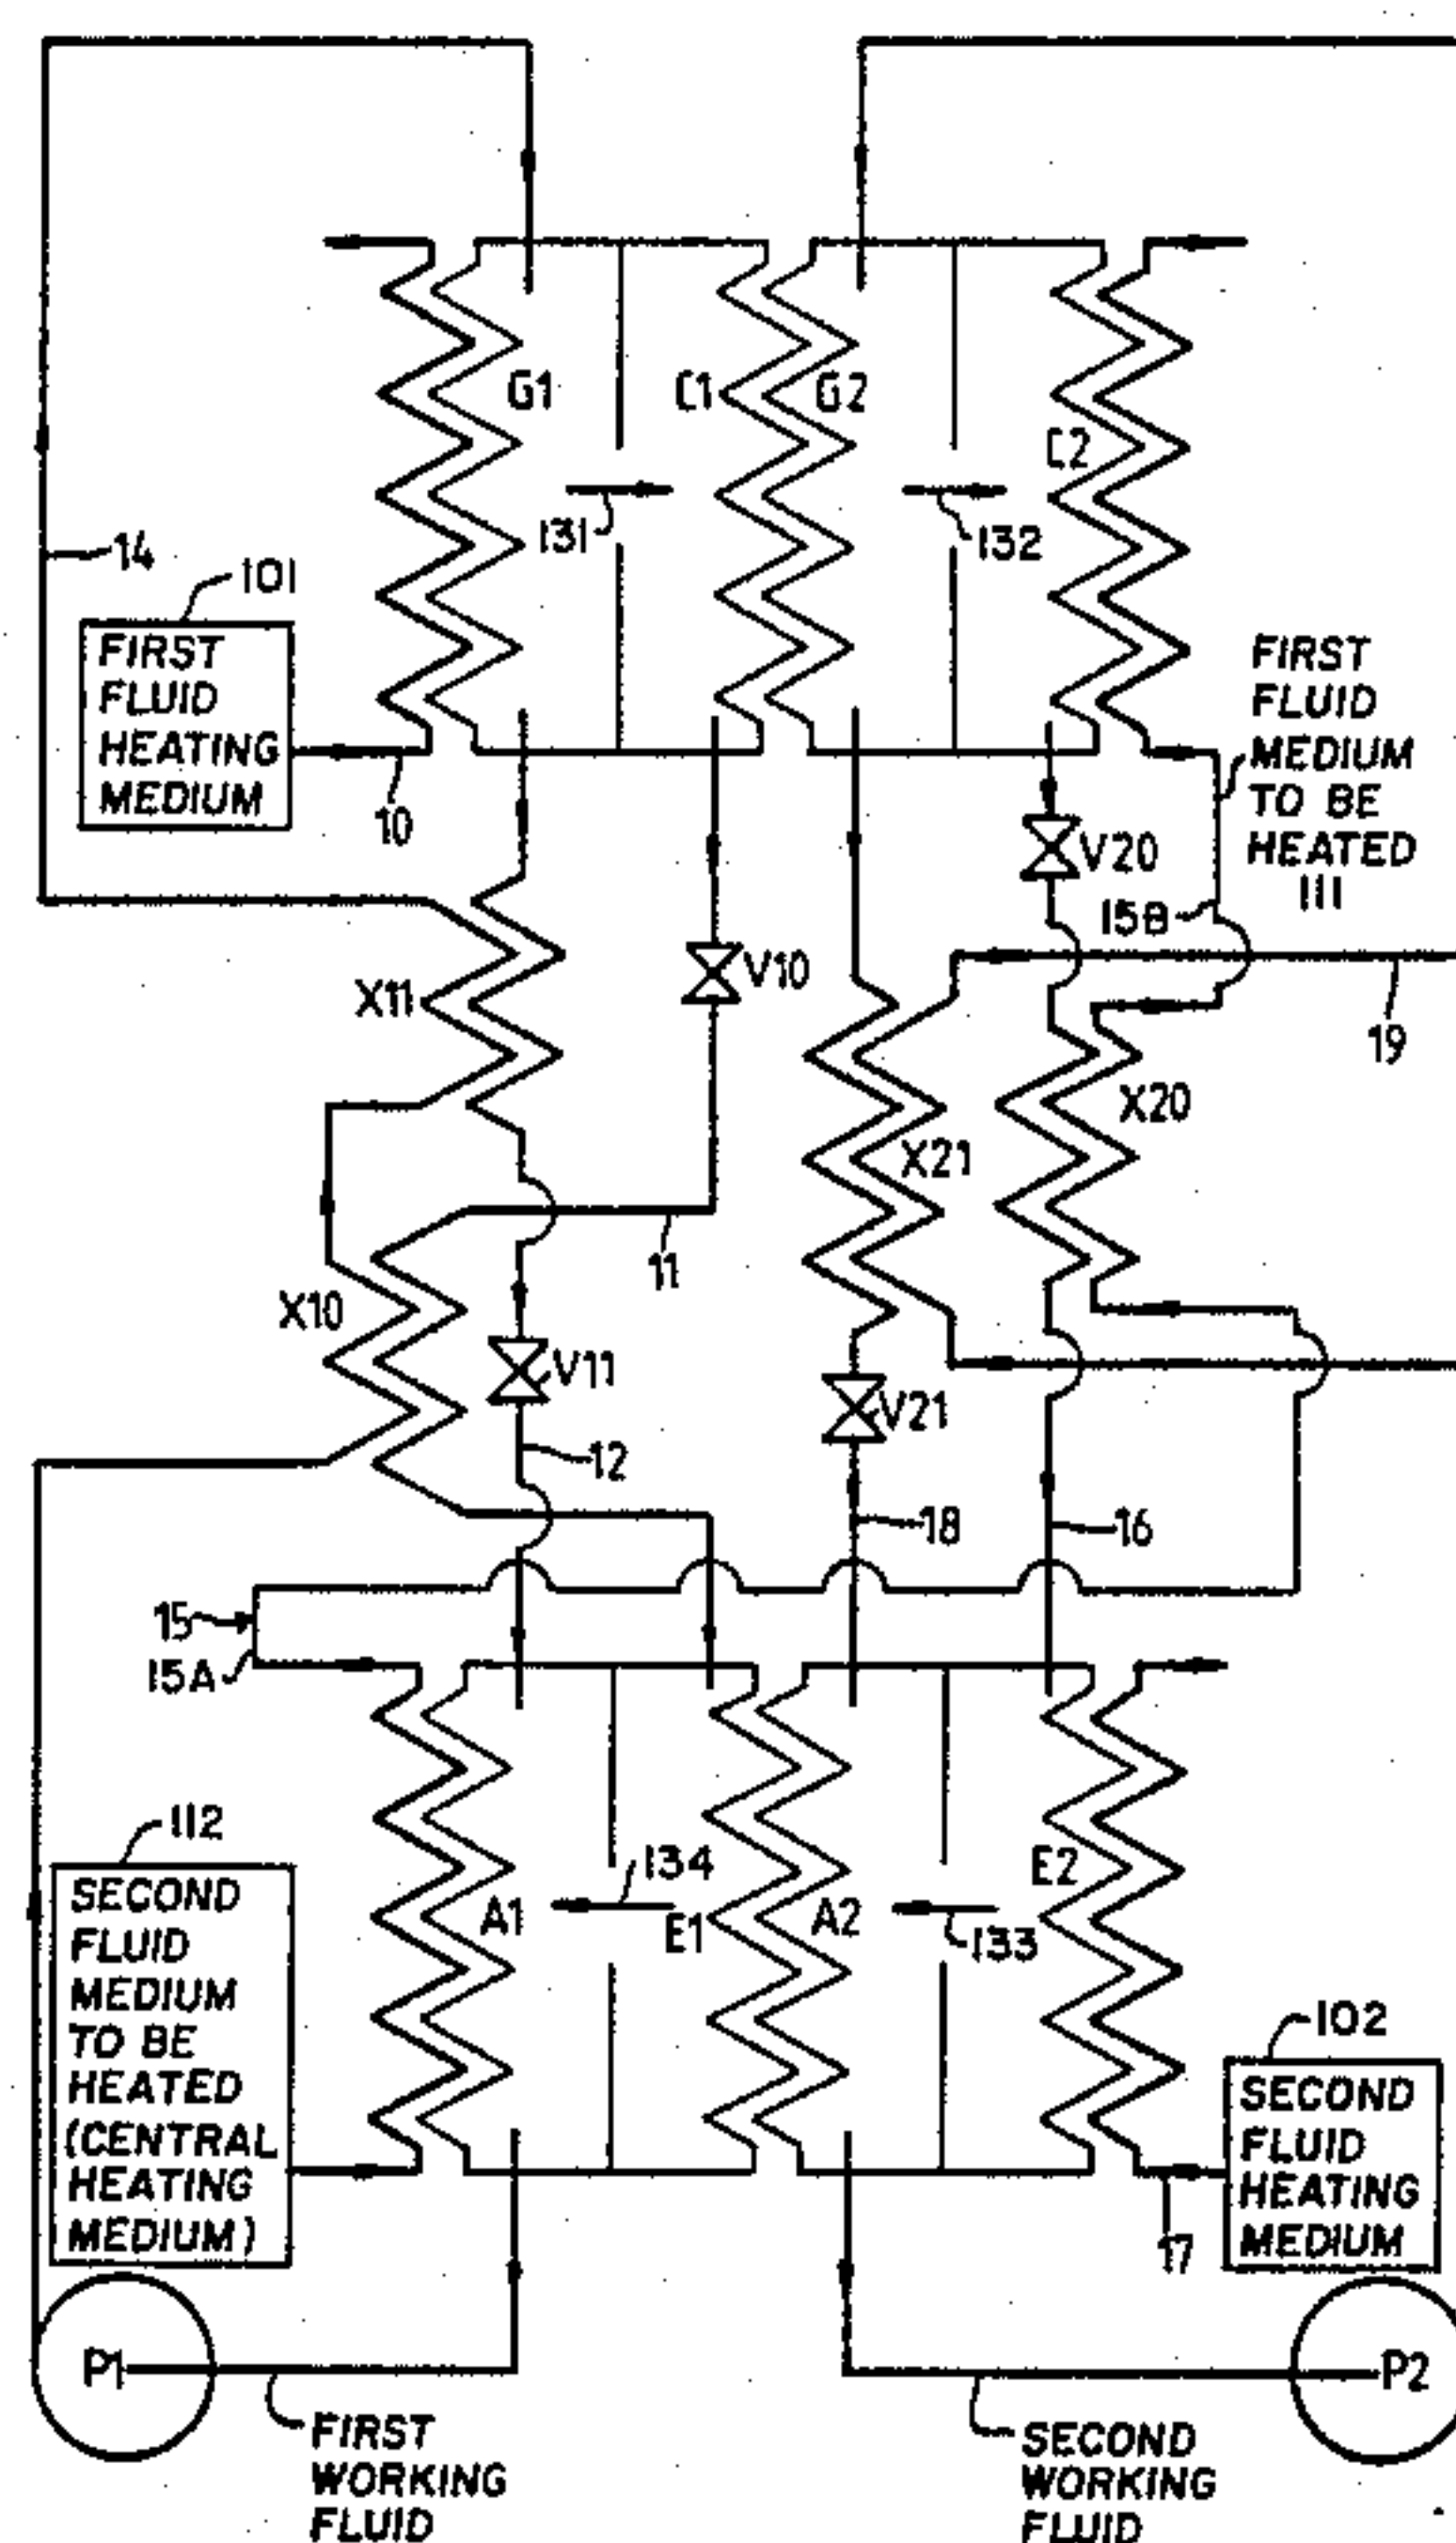 G1
C1
G2
C2
131
132
14
101
FIRST
FLUID
HEATING
MEDIUM
10
FIRST
FLUID
MEDIUM
TO BE
HEATED
111
V20
15B
V10
X11
19
X20
X21
11
X10
V11
V21
12
18
16
15
15A
112
SECOND
FLUID
MEDIUM
TO BE
HEATED
(CENTRAL
HEATING
MEDIUM)
A1
134
E1
A2
E2
133
102
SECOND
FLUID
HEATING
MEDIUM
17
P1
P2
FIRST
WORKING
FLUID
SECOND
WORKING
FLUID